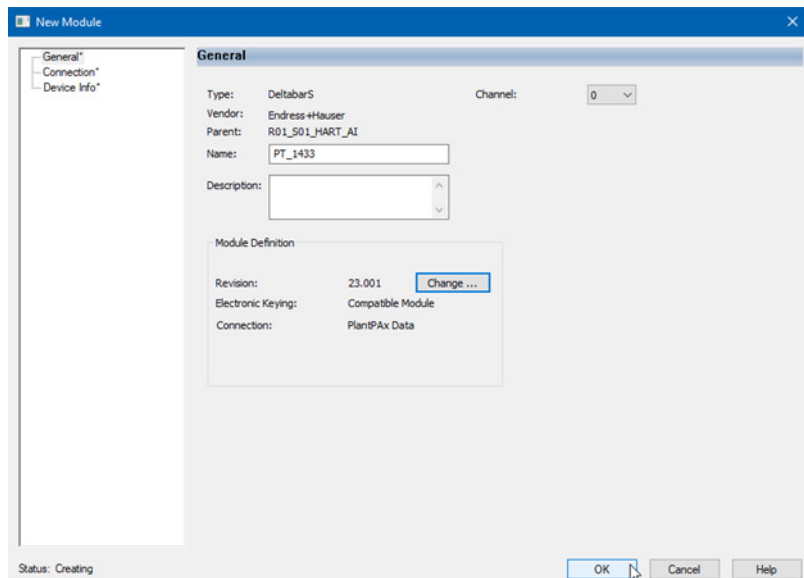 New Module
General*
Connection*
Device Info*
General
Type: DeltabarS Channel: 0
Vendor: Endress+Hauser
Parent: R01_S01_HART_AI
Name: PT_1433
Description:
Module Definition
Revision: 23.001 Change ...
Electronic Keying: Compatible Module
Connection: PlantPAx Data
Status: Creating OK Cancel Help